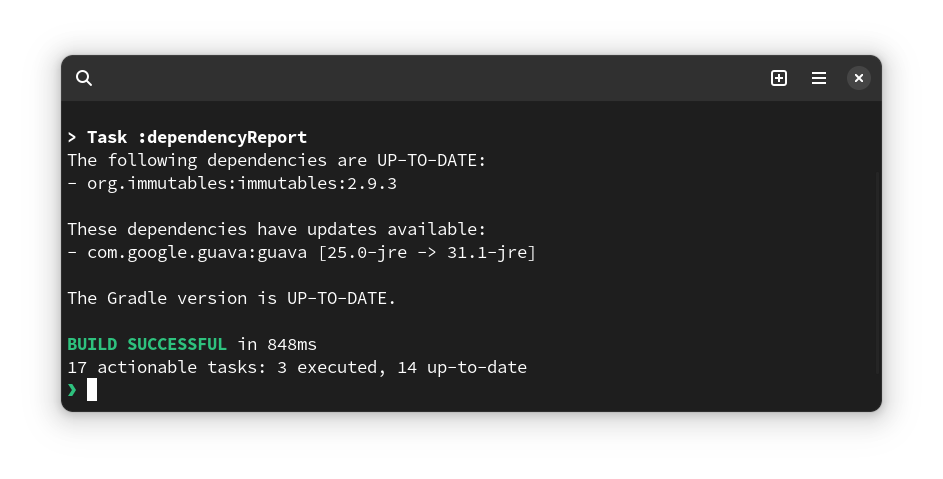 > Task :dependencyReport
The following dependencies are UP-TO-DATE:
- org.immutables:immutables:2.9.3
These dependencies have updates available:
- com.google.guava:guava [25.0-jre -> 31.1-jre]
The Gradle version is UP-TO-DATE.
BUILD SUCCESSFUL in 848ms
17 actionable tasks: 3 executed, 14 up-to-date
❯